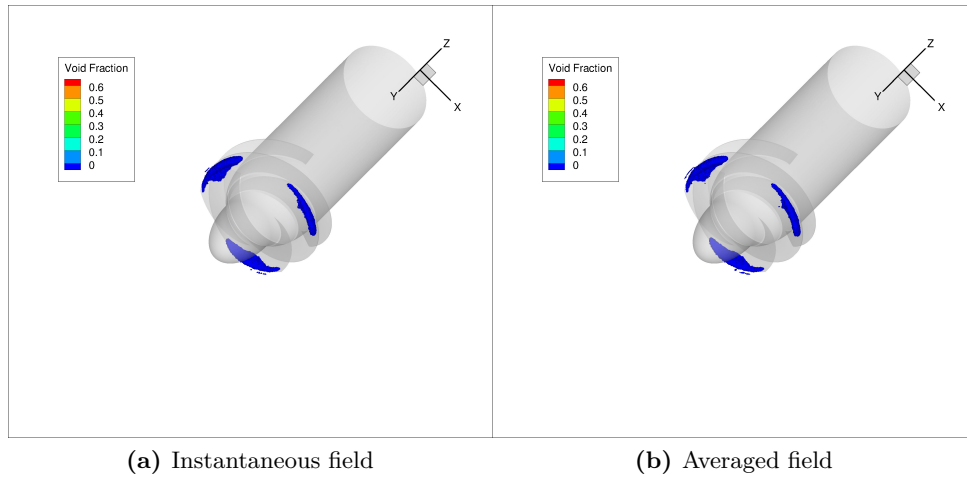 Void Fraction
0.6
0.5
0.4
0.3
0.2
0.1
0
Z
Y
X
Void Fraction
0.6
0.5
0.4
0.3
0.2
0.1
0
Z
Y
X
(a) Instantaneous field
(b) Averaged field